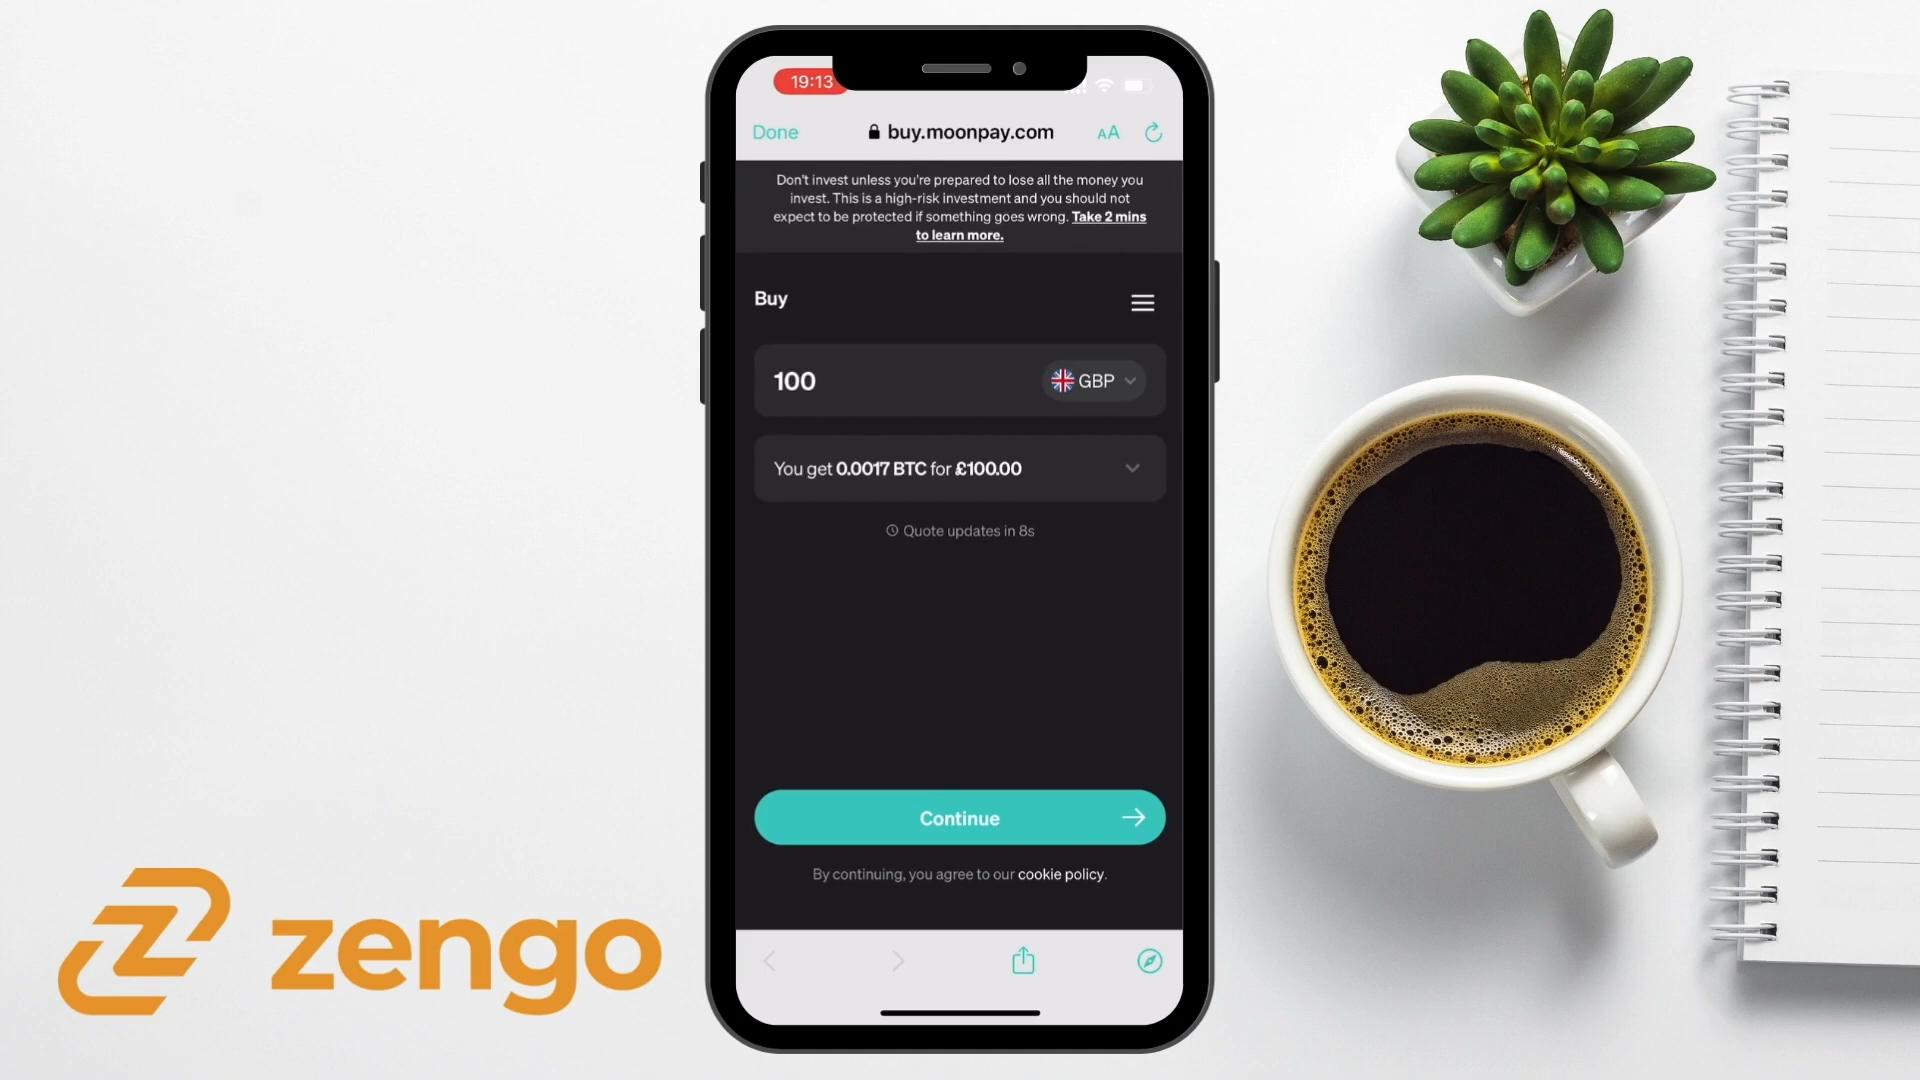 19:13
Done
buy.moonpay.com
AA
Don't invest unless you're prepared to lose all the money you
invest. This is a high-risk investment and you should not
expect to be protected if something goes wrong. Take 2 mins
to learn more.
Buy
100
GBP
You get 0.0017 BTC for £100.00
Quote updates in 8s
Continue
By continuing, you agree to our cookie policy.
zengo